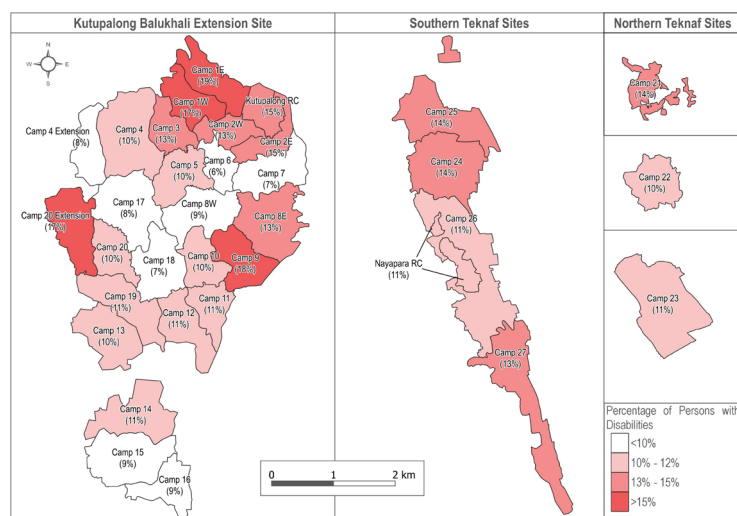 Kutupalong Balukhali Extension Site
Southern Teknaf Sites
Northern Teknaf Sites
N
W
E
S
Camp 1E
(19%)
Camp 1W
(17%)
Kutupalong RC
(15%)
Camp 4 Extension
(8%)
Camp 4
(10%)
Camp 3
(13%)
Camp 2W
(13%)
Camp 2E
(15%)
Camp 5
(10%)
Camp 6
(6%)
Camp 7
(7%)
Camp 20 Extension
(17%)
Camp 17
(8%)
Camp 8W
(9%)
Camp 8E
(13%)
Camp 20
(10%)
Camp 18
(7%)
Camp 10
(10%)
Camp 9
(18%)
Camp 19
(11%)
Camp 13
(10%)
Camp 12
(11%)
Camp 11
(11%)
Camp 14
(11%)
Camp 15
(9%)
Camp 16
(9%)
Camp 25
(14%)
Camp 24
(14%)
Camp 26
(11%)
Nayapara RC
(11%)
Camp 27
(13%)
Camp 21
(14%)
Camp 22
(10%)
Camp 23
(11%)
0 1 2 km
Percentage of Persons with
Disabilities
<10%
10% - 12%
13% - 15%
>15%